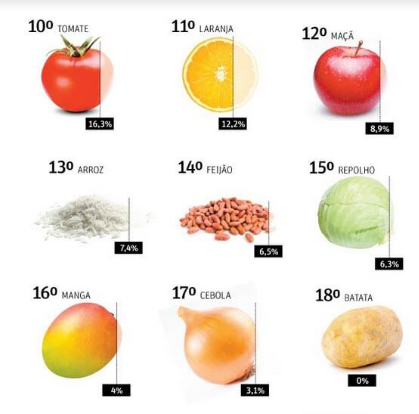 10º TOMATE
11º LARANJA
12º MAÇÃ
16,3%
12,2%
8,9%
13º ARROZ
14º FEIJÃO
15º REPOLHO
7,4%
6,5%
6,3%
16º MANGA
17º CEBOLA
18º BATATA
4%
3,1%
0%